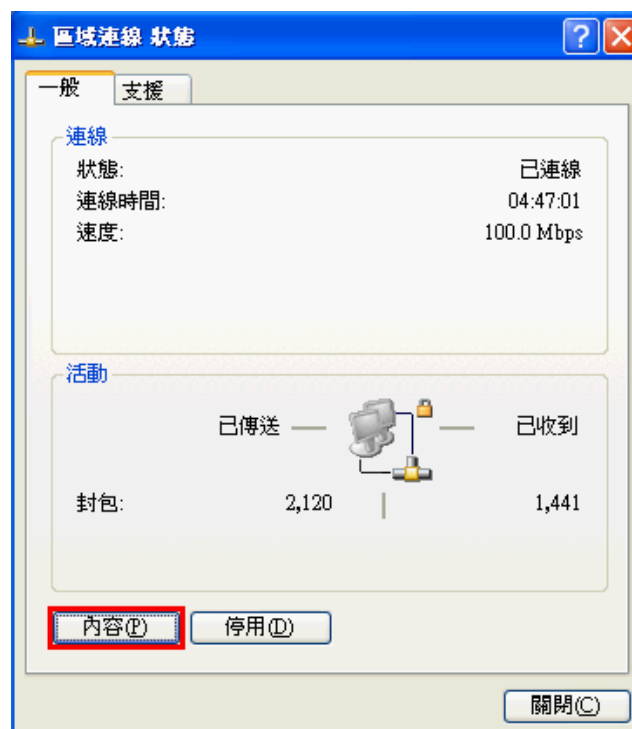 區域連線 狀態
一般 支援
連線
狀態: 已連線
連線時間: 04:47:01
速度: 100.0 Mbps
活動
已傳送 — — 已收到
封包: 2,120 | 1,441
內容(P) 停用(D)
關閉(C)